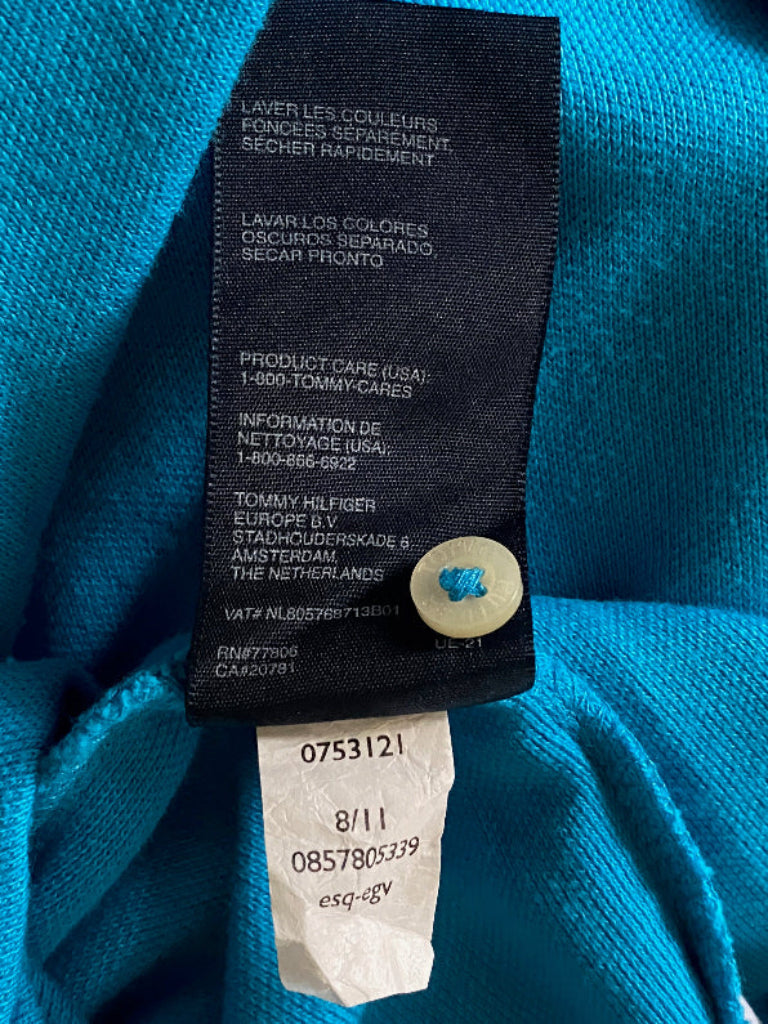 LAVER LES COULEURS
FONCÉES SÉPARÉMENT,
SÉCHER RAPIDEMENT
LAVAR LOS COLORES
OSCUROS SEPARADO,
SECAR PRONTO
PRODUCT CARE (USA):
1-800-TOMMY-CARES
INFORMATION DE
NETTOYAGE (USA):
1-800-866-6922
TOMMY HILFIGER
EUROPE B.V
STADHOUDERSKADE 6
AMSTERDAM,
THE NETHERLANDS
VAT# NL805768713B01
RN#77806
CA#20781
0753121
8/11
0857805339
esq-egv